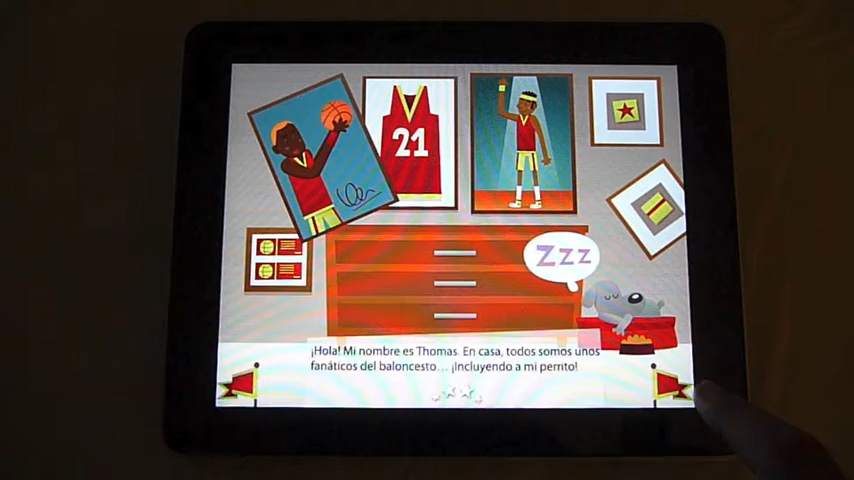 21
Zzz
¡Hola! Mi nombre es Thomas. En casa, todos somos unos
fanáticos del baloncesto... ¡Incluyendo a mi perrito!